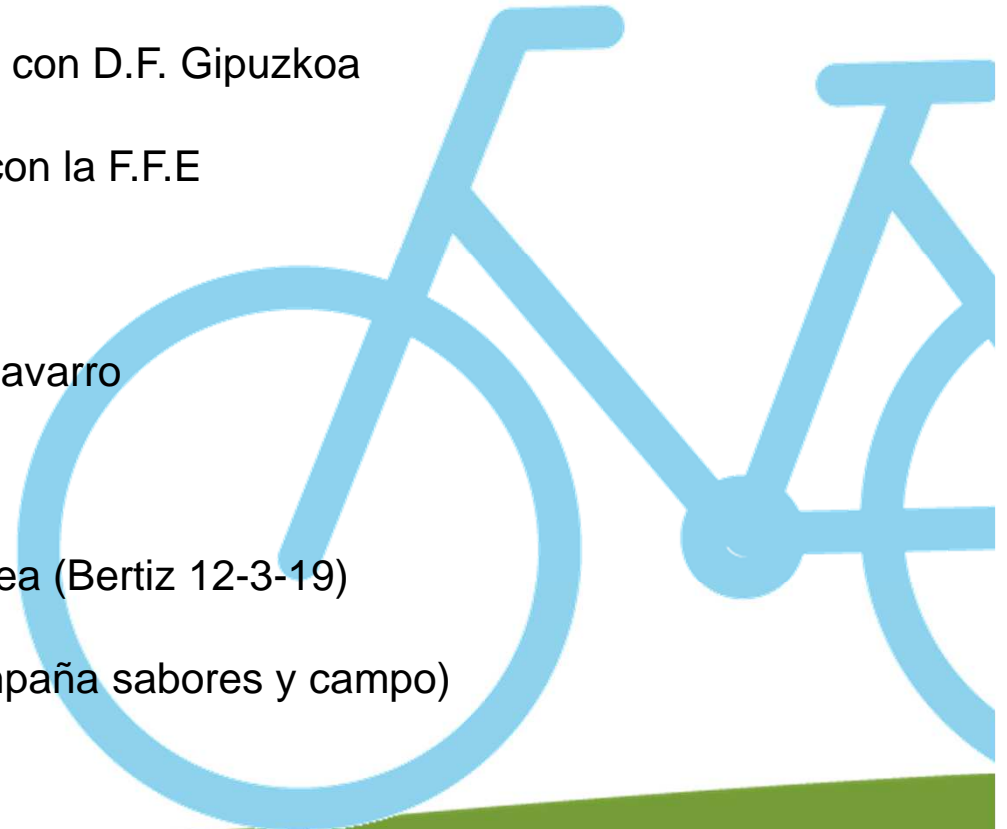 con D.F. Gipuzkoa
con la F.F.E
avarro
ea (Bertiz 12-3-19)
paña sabores y campo)